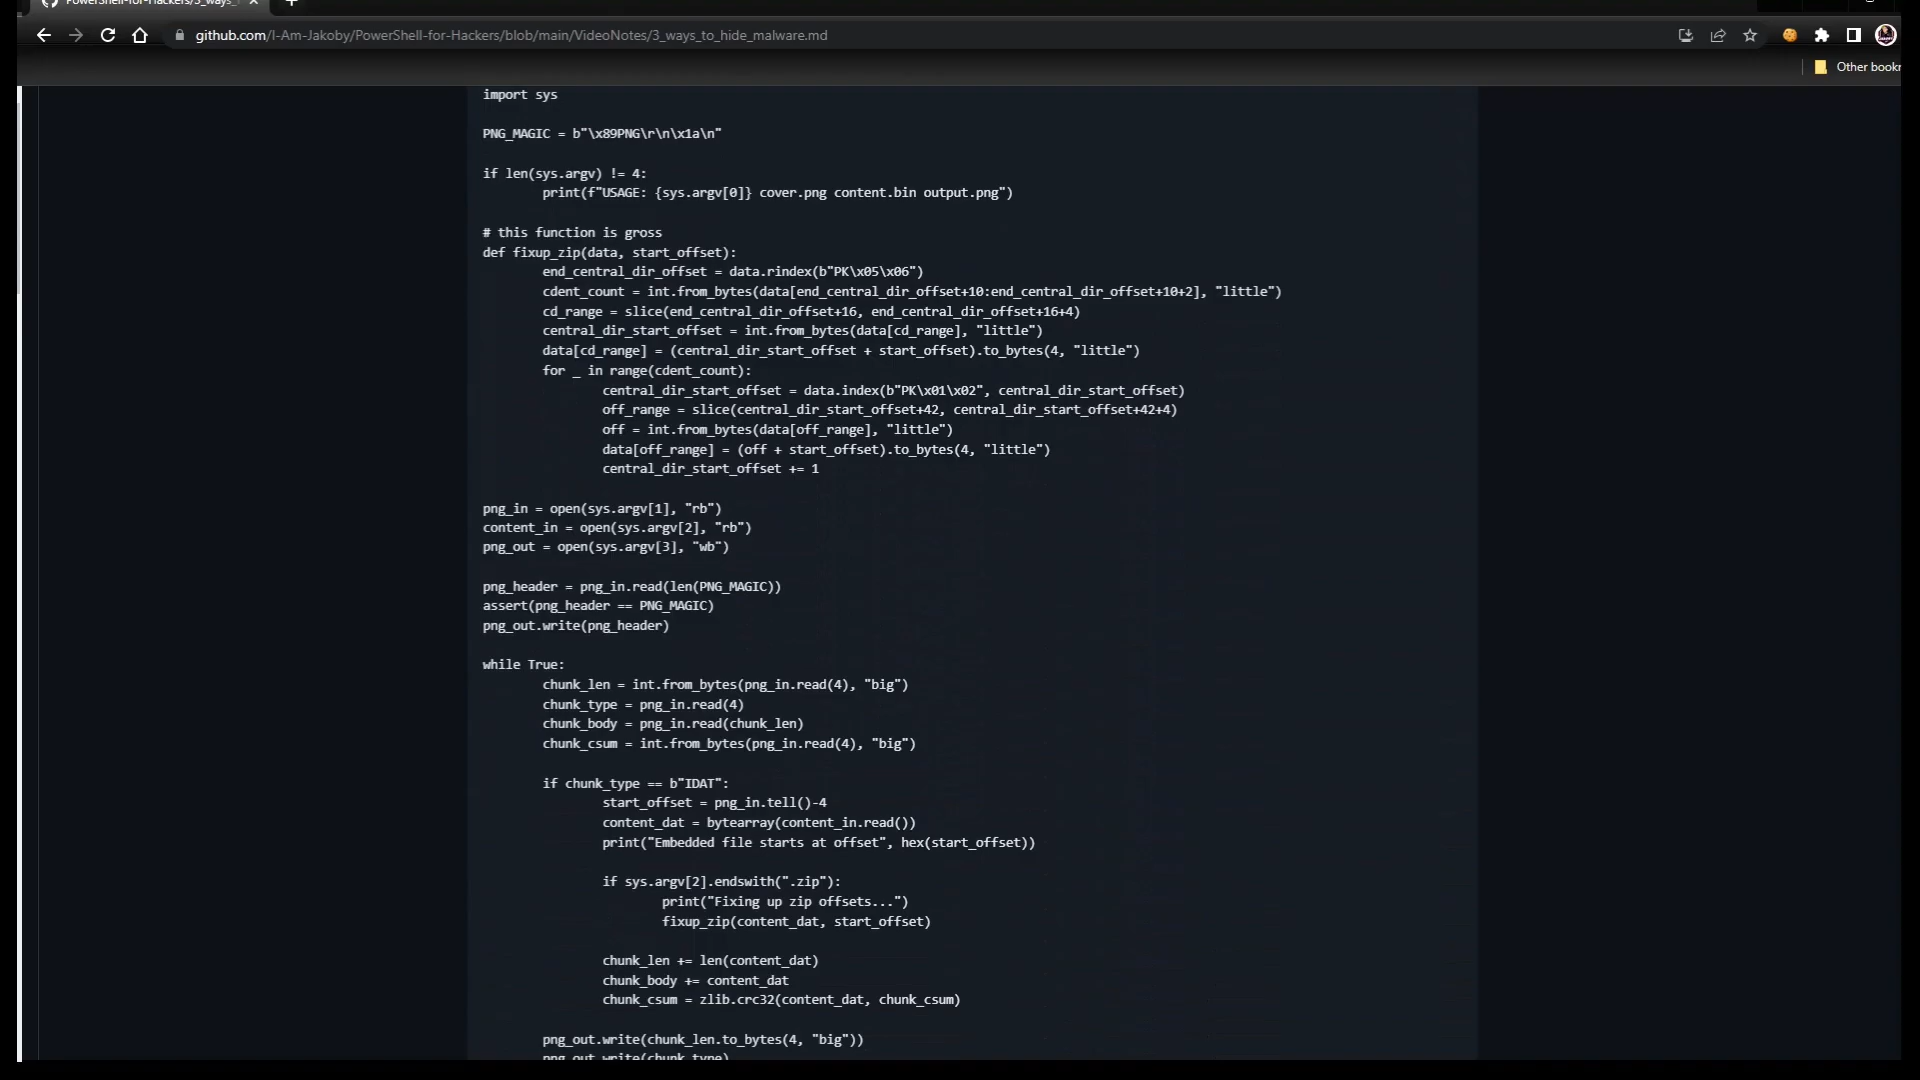 PowerShell-for-Hackers/3_ways_
github.com/I-Am-Jakoby/PowerShell-for-Hackers/blob/main/VideoNotes/3_ways_to_hide_malware.md
Other bookr
import sys
PNG_MAGIC = b"\x89PNG\r\n\x1a\n"
if len(sys.argv) != 4:
print(f"USAGE: {sys.argv[0]} cover.png content.bin output.png")
# this function is gross
def fixup_zip(data, start_offset):
end_central_dir_offset = data.rindex(b"PK\x05\x06")
cdent_count = int.from_bytes(data[end_central_dir_offset+10:end_central_dir_offset+10+2], "little")
cd_range = slice(end_central_dir_offset+16, end_central_dir_offset+16+4)
central_dir_start_offset = int.from_bytes(data[cd_range], "little")
data[cd_range] = (central_dir_start_offset + start_offset).to_bytes(4, "little")
for _ in range(cdent_count):
central_dir_start_offset = data.index(b"PK\x01\x02", central_dir_start_offset)
off_range = slice(central_dir_start_offset+42, central_dir_start_offset+42+4)
off = int.from_bytes(data[off_range], "little")
data[off_range] = (off + start_offset).to_bytes(4, "little")
central_dir_start_offset += 1
png_in = open(sys.argv[1], "rb")
content_in = open(sys.argv[2], "rb")
png_out = open(sys.argv[3], "wb")
png_header = png_in.read(len(PNG_MAGIC))
assert(png_header == PNG_MAGIC)
png_out.write(png_header)
while True:
chunk_len = int.from_bytes(png_in.read(4), "big")
chunk_type = png_in.read(4)
chunk_body = png_in.read(chunk_len)
chunk_csum = int.from_bytes(png_in.read(4), "big")
if chunk_type == b"IDAT":
start_offset = png_in.tell()-4
content_dat = bytearray(content_in.read())
print("Embedded file starts at offset", hex(start_offset))
if sys.argv[2].endswith(".zip"):
print("Fixing up zip offsets...")
fixup_zip(content_dat, start_offset)
chunk_len += len(content_dat)
chunk_body += content_dat
chunk_csum = zlib.crc32(content_dat, chunk_csum)
png_out.write(chunk_len.to_bytes(4, "big"))
png_out.write(chunk_type)